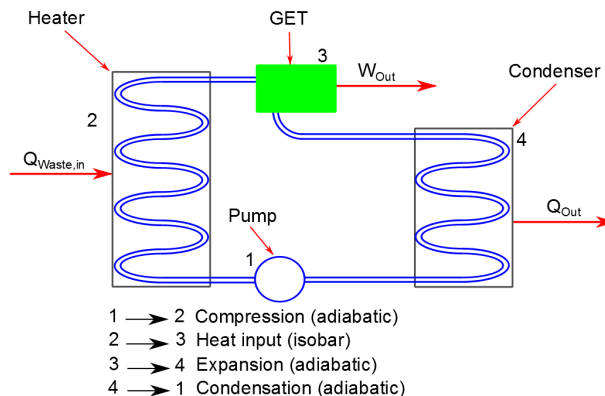 Heater
GET
3
W_Out
Condenser
2
4
Q_Waste,in
Pump
Q_Out
1
1 → 2 Compression (adiabatic)
2 → 3 Heat input (isobar)
3 → 4 Expansion (adiabatic)
4 → 1 Condensation (adiabatic)